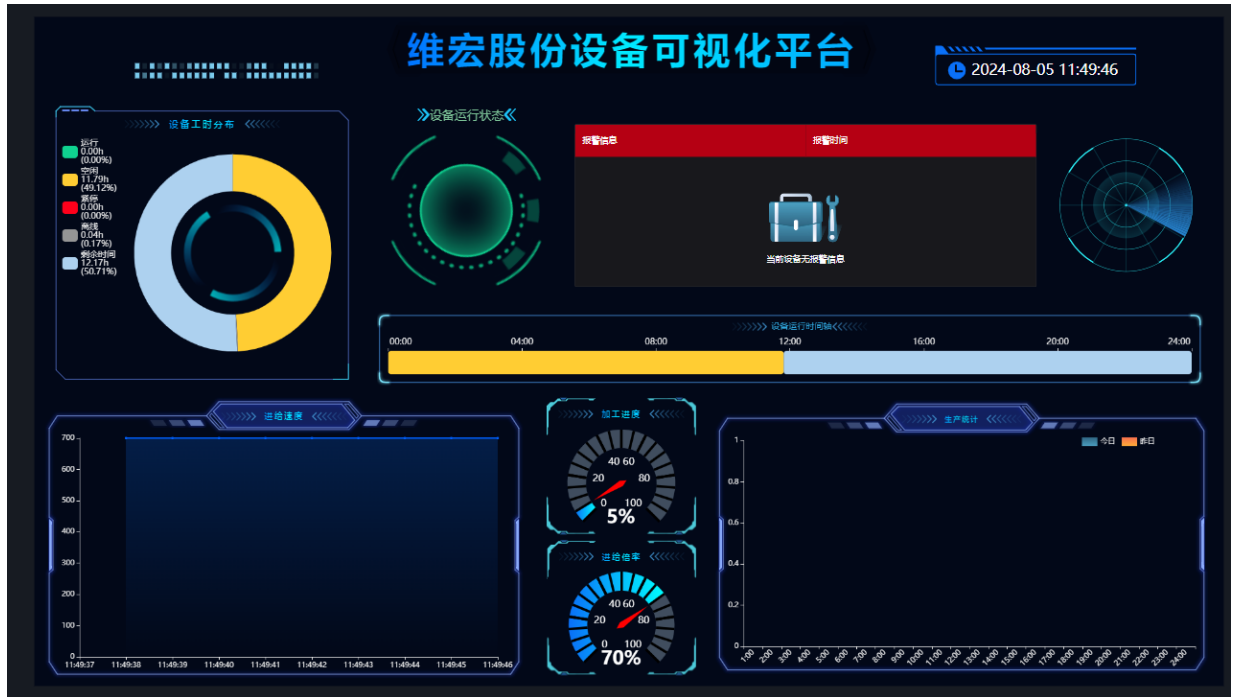 维宏股份设备可视化平台
2024-08-05 11:49:46
设备工时分布
运行
0.00h
(0.00%)
空闲
11.79h
(49.12%)
紧停
0.00h
(0.00%)
离线
0.04h
(0.17%)
剩余时间
12.17h
(50.71%)
设备运行状态
报警信息 报警时间
当前设备无报警信息
设备运行时间轴
00:00 04:00 08:00 12:00 16:00 20:00 24:00
进给速度
700
600
500
400
300
200
100
0
11:49:37 11:49:38 11:49:39 11:49:40 11:49:41 11:49:42 11:49:43 11:49:44 11:49:45 11:49:46
加工进度
40 60
20 80
0 100
5%
进给倍率
40 60
20 80
0 100
70%
生产统计
今日 昨日
1
0.8
0.6
0.4
0.2
0
1:00 2:00 3:00 4:00 5:00 6:00 7:00 8:00 9:00 10:00 11:00 12:00 13:00 14:00 15:00 16:00 17:00 18:00 19:00 20:00 21:00 22:00 23:00 24:00